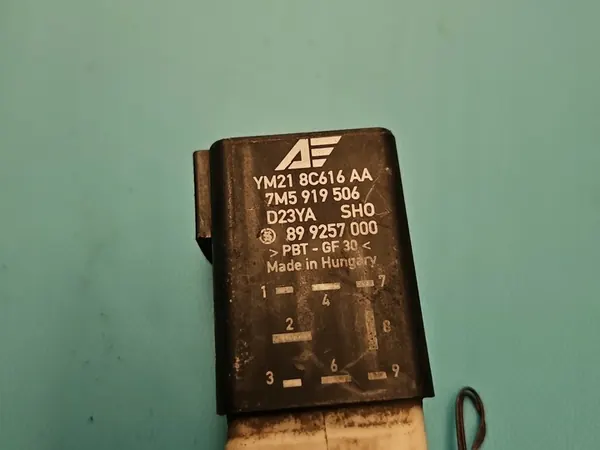 AE
YM21 8C616 AA
7M5 919 506
D23YA SHO
89 9257 000
> PBT - GF 30 <
Made in Hungary
1 4 7
2 8
3 6 9